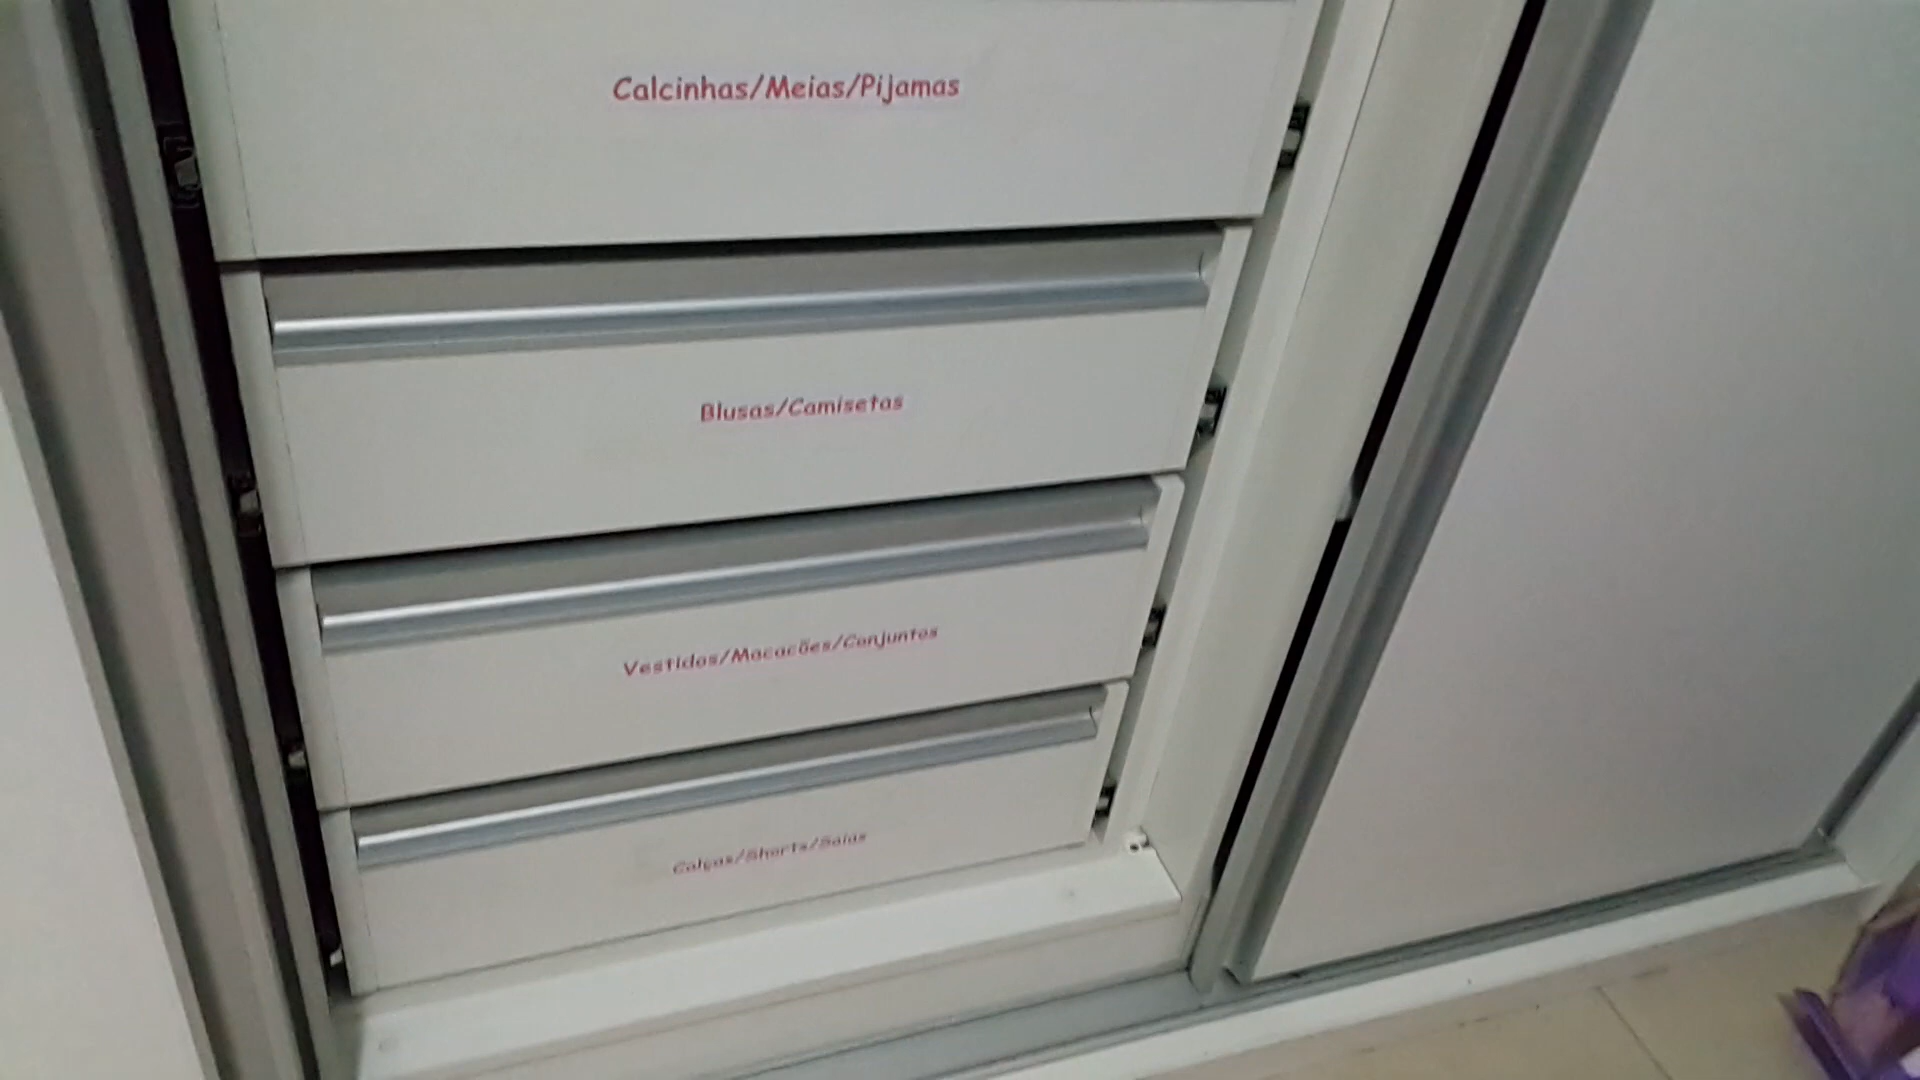 Calcinhas/Meias/Pijamas
Blusas/Camisetas
Vestidos/Macacões/Conjuntos
Calças/Shorts/Saias